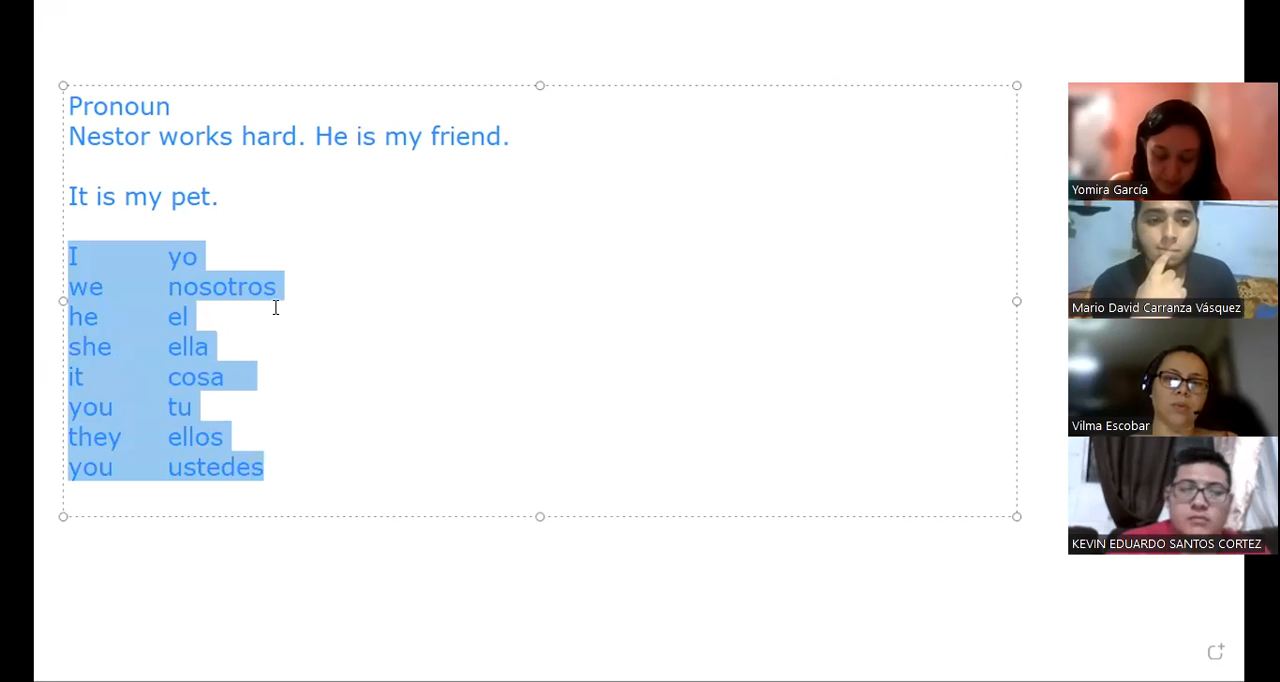 Pronoun
Nestor works hard. He is my friend.
It is my pet.
I yo
we nosotros
he el
she ella
it cosa
you tu
they ellos
you ustedes
Yomira García
Mario David Carranza Vásquez
Vilma Escobar
KEVIN EDUARDO SANTOS CORTEZ